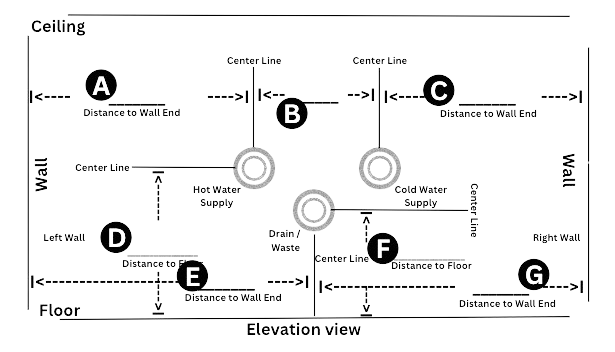 Ceiling
Center Line
Center Line
A
B
C
Distance to Wall End
Distance to Wall End
Wall
Center Line
Wall
Hot Water
Supply
Cold Water
Supply
Center Line
Left Wall
D
Drain /
Waste
Right Wall
Distance to Floor
Center Line
F
Distance to Floor
E
Distance to Wall End
G
Distance to Wall End
Floor
Elevation view